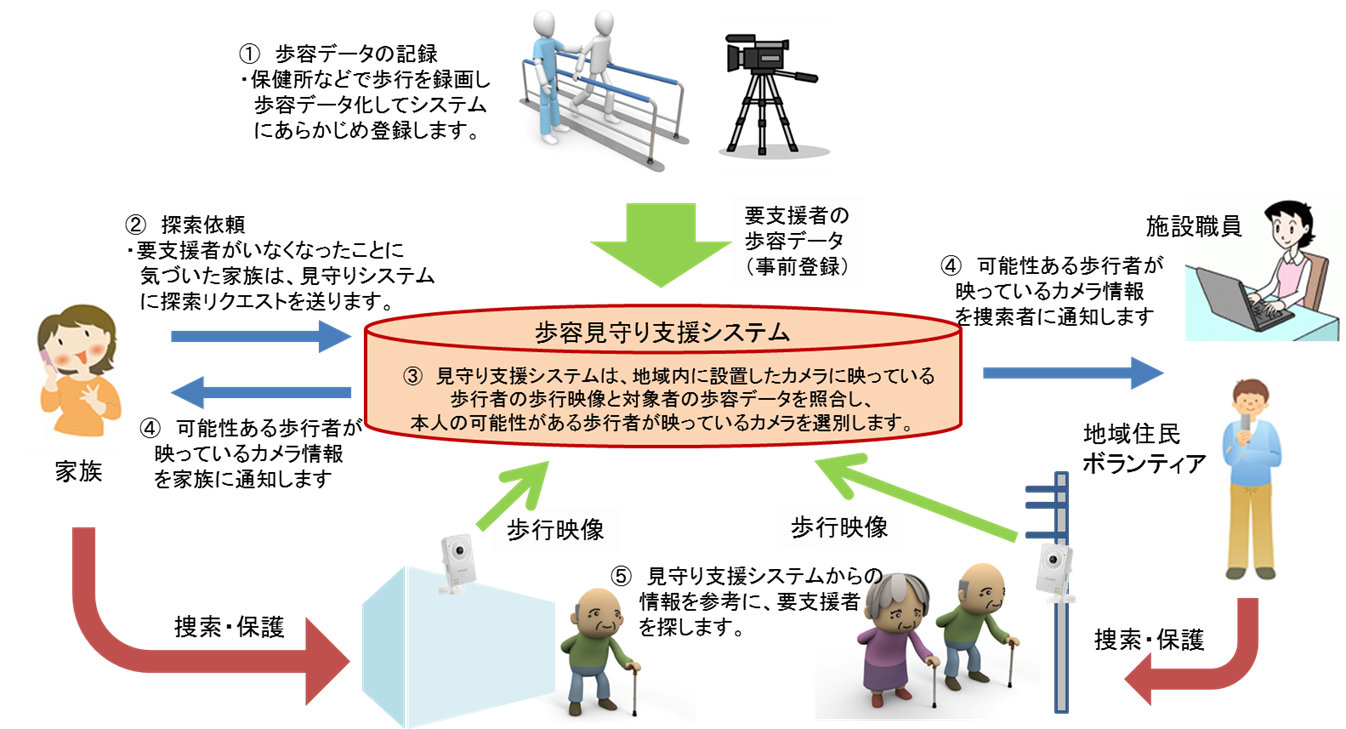 ① 歩容データの記録
・保健所などで歩行を録画し
歩容データ化してシステム
にあらかじめ登録します。
② 探索依頼
・要支援者がいなくなったことに
気づいた家族は、見守りシステム
に探索リクエストを送ります。
要支援者の
歩容データ
（事前登録）
施設職員
④ 可能性ある歩行者が
映っているカメラ情報
を捜索者に通知します
歩容見守り支援システム
③ 見守り支援システムは、地域内に設置したカメラに映っている
歩行者の歩行映像と対象者の歩容データを照合し、
本人の可能性がある歩行者が映っているカメラを選別します。
④ 可能性ある歩行者が
映っているカメラ情報
を家族に通知します
家族
地域住民
ボランティア
歩行映像
歩行映像
⑤ 見守り支援システムからの
情報を参考に、要支援者
を探します。
捜索・保護
捜索・保護